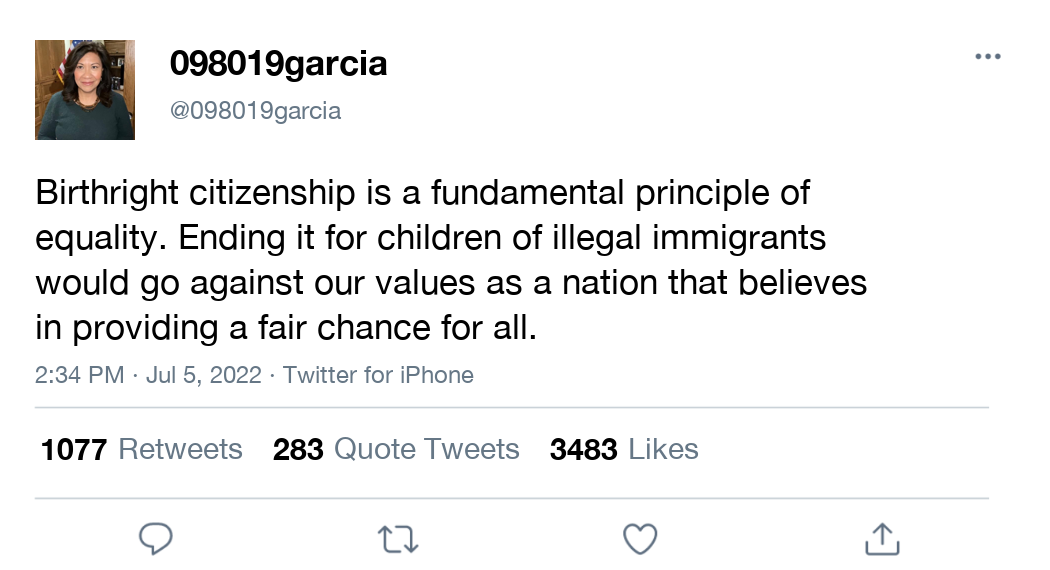 098019garcia
@098019garcia
Birthright citizenship is a fundamental principle of
equality. Ending it for children of illegal immigrants
would go against our values as a nation that believes
in providing a fair chance for all.
2:34 PM · Jul 5, 2022 · Twitter for iPhone
1077 Retweets 283 Quote Tweets 3483 Likes